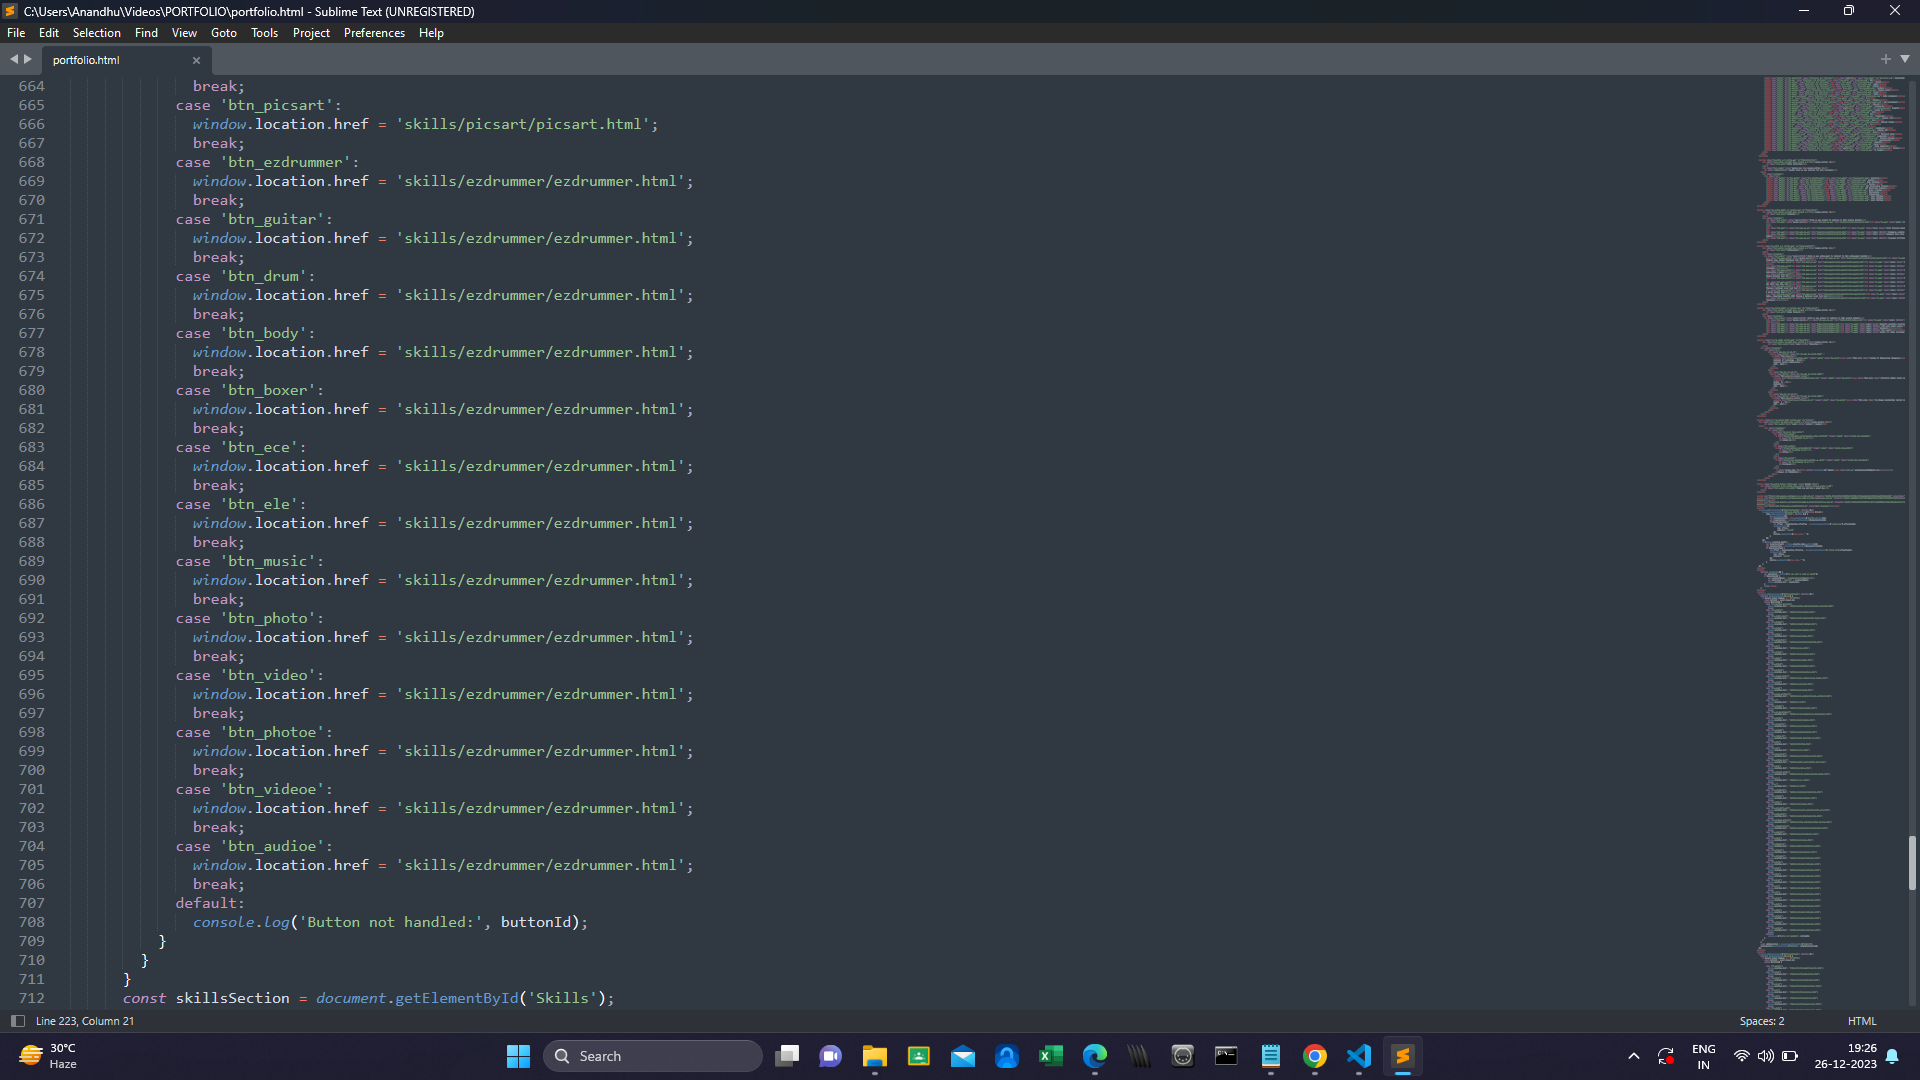 C:\Users\Anandhu\Videos\PORTFOLIO\portfolio.html - Sublime Text (UNREGISTERED)
File Edit Selection Find View Goto Tools Project Preferences Help
portfolio.html
664 break;
665 case 'btn_picsart':
666 window.location.href = 'skills/picsart/picsart.html';
667 break;
668 case 'btn_ezdrummer':
669 window.location.href = 'skills/ezdrummer/ezdrummer.html';
670 break;
671 case 'btn_guitar':
672 window.location.href = 'skills/ezdrummer/ezdrummer.html';
673 break;
674 case 'btn_drum':
675 window.location.href = 'skills/ezdrummer/ezdrummer.html';
676 break;
677 case 'btn_body':
678 window.location.href = 'skills/ezdrummer/ezdrummer.html';
679 break;
680 case 'btn_boxer':
681 window.location.href = 'skills/ezdrummer/ezdrummer.html';
682 break;
683 case 'btn_ece':
684 window.location.href = 'skills/ezdrummer/ezdrummer.html';
685 break;
686 case 'btn_ele':
687 window.location.href = 'skills/ezdrummer/ezdrummer.html';
688 break;
689 case 'btn_music':
690 window.location.href = 'skills/ezdrummer/ezdrummer.html';
691 break;
692 case 'btn_photo':
693 window.location.href = 'skills/ezdrummer/ezdrummer.html';
694 break;
695 case 'btn_video':
696 window.location.href = 'skills/ezdrummer/ezdrummer.html';
697 break;
698 case 'btn_photoe':
699 window.location.href = 'skills/ezdrummer/ezdrummer.html';
700 break;
701 case 'btn_videoe':
702 window.location.href = 'skills/ezdrummer/ezdrummer.html';
703 break;
704 case 'btn_audioe':
705 window.location.href = 'skills/ezdrummer/ezdrummer.html';
706 break;
707 default:
708 console.log('Button not handled:', buttonId);
709 }
710 }
711 }
712 const skillsSection = document.getElementById('Skills');
Line 223, Column 21
Spaces: 2
HTML
30°C
Haze
Search
ENG
IN
19:26
26-12-2023